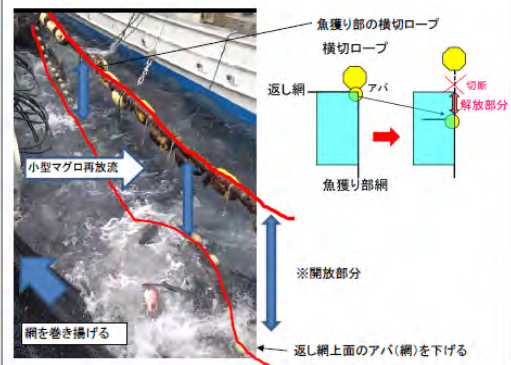 魚獲り部の横切ロープ
横切ロープ
返し網
アバ
切断
解放部分
魚獲り部網
小型マグロ再放流
※開放部分
網を巻き揚げる
返し網上面のアバ(網)を下げる